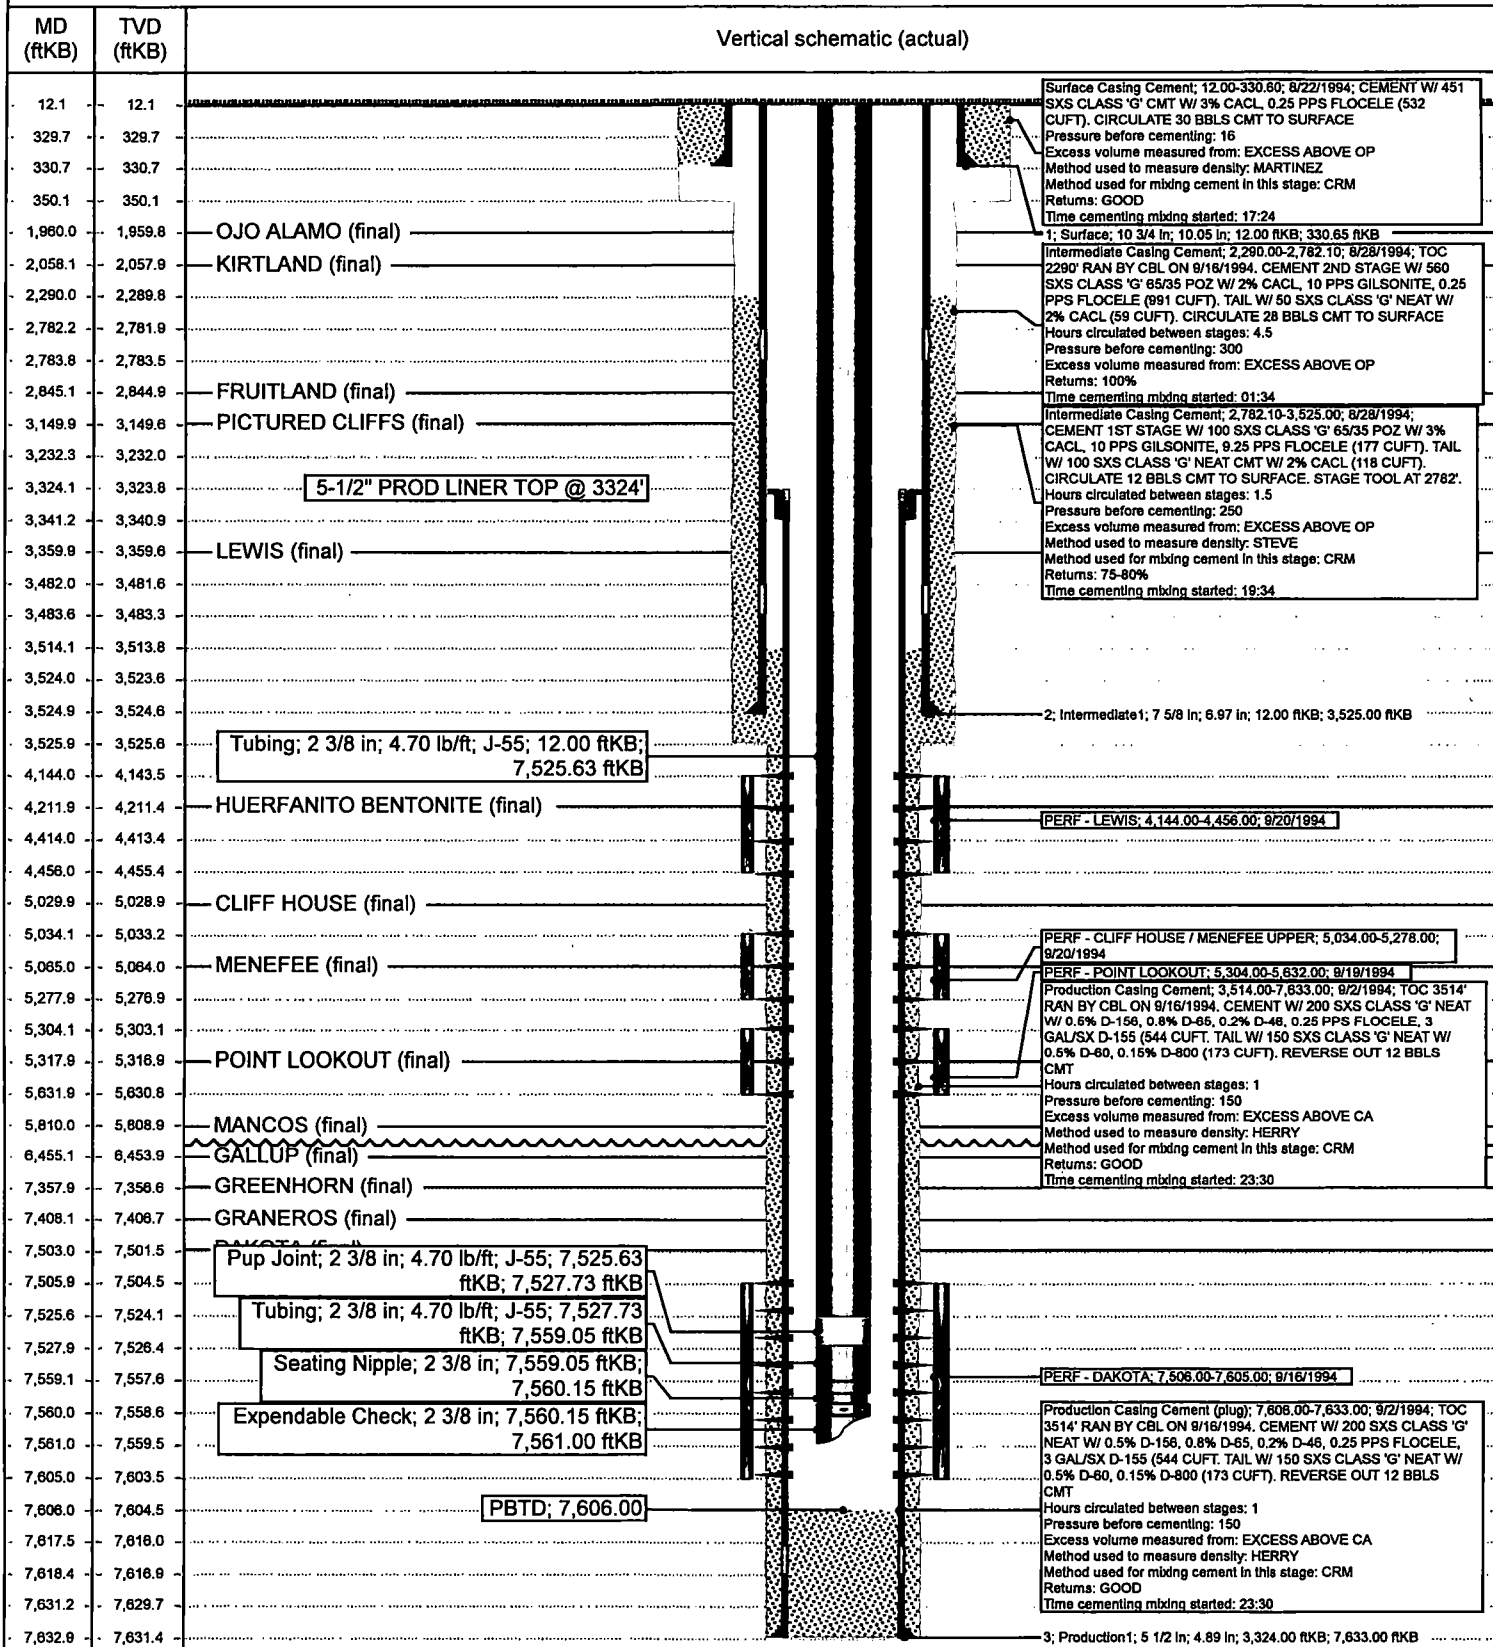 MD
(ftKB)
TVD
(ftKB)
Vertical schematic (actual)
12.1 12.1
329.7 329.7
330.7 330.7
350.1 350.1
1,960.0 1,959.8
2,058.1 2,057.9
2,290.0 2,289.8
2,782.2 2,781.9
2,783.8 2,783.5
2,845.1 2,844.9
3,149.9 3,149.6
3,232.3 3,232.0
3,324.1 3,323.8
3,341.2 3,340.9
3,359.9 3,359.6
3,482.0 3,481.6
3,483.6 3,483.3
3,514.1 3,513.8
3,524.0 3,523.6
3,524.9 3,524.6
3,525.9 3,525.6
4,144.0 4,143.5
4,211.9 4,211.4
4,414.0 4,413.4
4,456.0 4,455.4
5,029.9 5,028.9
5,034.1 5,033.2
5,065.0 5,064.0
5,277.9 5,276.9
5,304.1 5,303.1
5,317.9 5,316.9
5,631.9 5,630.8
5,810.0 5,808.9
6,455.1 6,453.9
7,357.9 7,356.6
7,408.1 7,406.7
7,503.0 7,501.5
7,505.9 7,504.5
7,525.6 7,524.1
7,527.9 7,526.4
7,559.1 7,557.6
7,560.0 7,558.6
7,561.0 7,559.5
7,605.0 7,603.5
7,606.0 7,604.5
7,617.5 7,616.0
7,618.4 7,616.9
7,631.2 7,629.7
7,632.9 7,631.4
OJO ALAMO (final)
KIRTLAND (final)
FRUITLAND (final)
PICTURED CLIFFS (final)
5-1/2" PROD LINER TOP @ 3324'
LEWIS (final)
Tubing; 2 3/8 in; 4.70 lb/ft; J-55; 12.00 ftKB;
7,525.63 ftKB
HUERFANITO BENTONITE (final)
CLIFF HOUSE (final)
MENEFEE (final)
POINT LOOKOUT (final)
MANCOS (final)
GALLUP (final)
GREENHORN (final)
GRANEROS (final)
DAKOTA (final)
Pup Joint; 2 3/8 in; 4.70 lb/ft; J-55; 7,525.63
ftKB; 7,527.73 ftKB
Tubing; 2 3/8 in; 4.70 lb/ft; J-55; 7,527.73
ftKB; 7,559.05 ftKB
Seating Nipple; 2 3/8 in; 7,559.05 ftKB;
7,560.15 ftKB
Expendable Check; 2 3/8 in; 7,560.15 ftKB;
7,561.00 ftKB
PBTD; 7,606.00
Surface Casing Cement; 12.00-330.60; 8/22/1994; CEMENT W/ 451
SXS CLASS 'G' CMT W/ 3% CACL, 0.25 PPS FLOCELE (532
CUFT). CIRCULATE 30 BBLS CMT TO SURFACE
Pressure before cementing: 16
Excess volume measured from: EXCESS ABOVE OP
Method used to measure density: MARTINEZ
Method used for mixing cement in this stage: CRM
Returns: GOOD
Time cementing mixing started: 17:24
1; Surface; 10 3/4 in; 10.05 in; 12.00 ftKB; 330.65 ftKB
Intermediate Casing Cement; 2,290.00-2,782.10; 8/28/1994; TOC
2290' RAN BY CBL ON 9/16/1994. CEMENT 2ND STAGE W/ 560
SXS CLASS 'G' 65/35 POZ W/ 2% CACL, 10 PPS GILSONITE, 0.25
PPS FLOCELE (991 CUFT). TAIL W/ 50 SXS CLASS 'G' NEAT W/
2% CACL (59 CUFT). CIRCULATE 28 BBLS CMT TO SURFACE
Hours circulated between stages: 4.5
Pressure before cementing: 300
Excess volume measured from: EXCESS ABOVE OP
Returns: 100%
Time cementing mixing started: 01:34
Intermediate Casing Cement; 2,782.10-3,525.00; 8/28/1994;
CEMENT 1ST STAGE W/ 100 SXS CLASS 'G' 65/35 POZ W/ 3%
CACL, 10 PPS GILSONITE, 9.25 PPS FLOCELE (177 CUFT). TAIL
W/ 100 SXS CLASS 'G' NEAT CMT W/ 2% CACL (118 CUFT).
CIRCULATE 12 BBLS CMT TO SURFACE. STAGE TOOL AT 2782'.
Hours circulated between stages: 1.5
Pressure before cementing: 250
Excess volume measured from: EXCESS ABOVE OP
Method used to measure density: STEVE
Method used for mixing cement in this stage: CRM
Returns: 75-80%
Time cementing mixing started: 19:34
2; Intermediate1; 7 5/8 in; 6.97 in; 12.00 ftKB; 3,525.00 ftKB
PERF - LEWIS; 4,144.00-4,456.00; 9/20/1994
PERF - CLIFF HOUSE / MENEFEE UPPER; 5,034.00-5,278.00;
9/20/1994
PERF - POINT LOOKOUT; 5,304.00-5,632.00; 9/19/1994
Production Casing Cement; 3,514.00-7,633.00; 9/2/1994; TOC 3514'
RAN BY CBL ON 9/16/1994. CEMENT W/ 200 SXS CLASS 'G' NEAT
W/ 0.5% D-156, 0.8% D-65, 0.2% D-46, 0.25 PPS FLOCELE, 3
GAL/SX D-155 (544 CUFT. TAIL W/ 150 SXS CLASS 'G' NEAT W/
0.5% D-60, 0.15% D-800 (173 CUFT). REVERSE OUT 12 BBLS
CMT
Hours circulated between stages: 1
Pressure before cementing: 150
Excess volume measured from: EXCESS ABOVE CA
Method used to measure density: HERRY
Method used for mixing cement in this stage: CRM
Returns: GOOD
Time cementing mixing started: 23:30
PERF - DAKOTA; 7,506.00-7,605.00; 9/16/1994
Production Casing Cement (plug); 7,606.00-7,633.00; 9/2/1994; TOC
3514' RAN BY CBL ON 9/16/1994. CEMENT W/ 200 SXS CLASS 'G'
NEAT W/ 0.5% D-156, 0.8% D-65, 0.2% D-46, 0.25 PPS FLOCELE,
3 GAL/SX D-155 (544 CUFT. TAIL W/ 150 SXS CLASS 'G' NEAT W/
0.5% D-60, 0.15% D-800 (173 CUFT). REVERSE OUT 12 BBLS
CMT
Hours circulated between stages: 1
Pressure before cementing: 150
Excess volume measured from: EXCESS ABOVE CA
Method used to measure density: HERRY
Method used for mixing cement in this stage: CRM
Returns: GOOD
Time cementing mixing started: 23:30
3; Production1; 5 1/2 in; 4.89 in; 3,324.00 ftKB; 7,633.00 ftKB